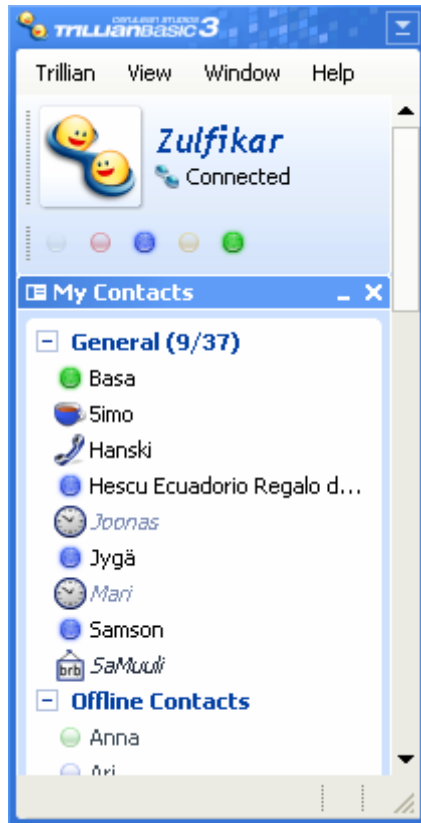 CERULEAN STUDIOS
TRILLIAN BASIC 3
Trillian View Window Help
Zulfikar
Connected
My Contacts
General (9/37)
Basa
Simo
Hanski
Hescu Ecuadorio Regalo d...
Joonas
Jygä
Mari
Samson
brb SaMuuli
Offline Contacts
Anna
Ari